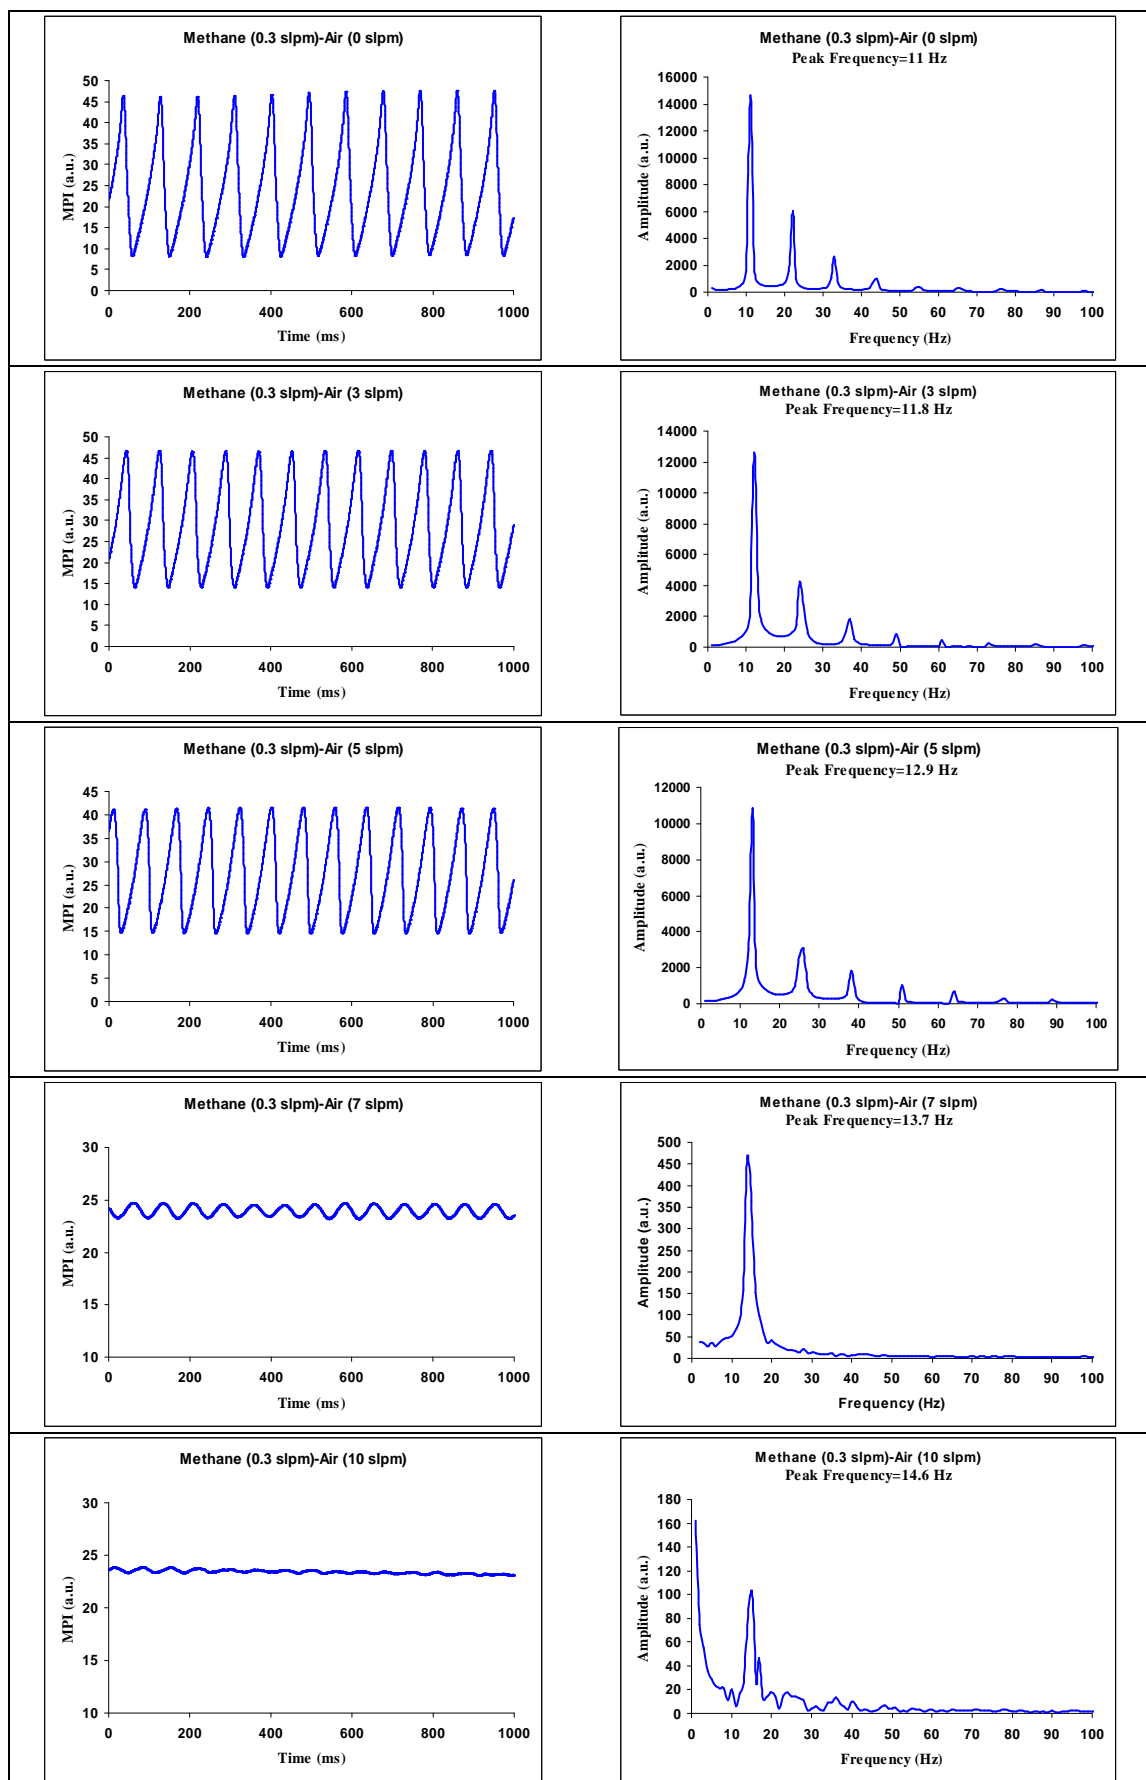 Methane (0.3 slpm)-Air (0 slpm)
50
45
40
35
30
25
20
15
10
5
0
MPI (a.u.)
0 200 400 600 800 1000
Time (ms)
Methane (0.3 slpm)-Air (0 slpm)
Peak Frequency=11 Hz
16000
14000
12000
10000
8000
6000
4000
2000
0
Amplitude (a.u.)
0 10 20 30 40 50 60 70 80 90 100
Frequency (Hz)
Methane (0.3 slpm)-Air (3 slpm)
50
45
40
35
30
25
20
15
10
5
0
MPI (a.u.)
0 200 400 600 800 1000
Time (ms)
Methane (0.3 slpm)-Air (3 slpm)
Peak Frequency=11.8 Hz
14000
12000
10000
8000
6000
4000
2000
0
Amplitude (a.u.)
0 10 20 30 40 50 60 70 80 90 100
Frequency (Hz)
Methane (0.3 slpm)-Air (5 slpm)
45
40
35
30
25
20
15
10
5
0
MPI (a.u.)
0 200 400 600 800 1000
Time (ms)
Methane (0.3 slpm)-Air (5 slpm)
Peak Frequency=12.9 Hz
12000
10000
8000
6000
4000
2000
0
Amplitude (a.u.)
0 10 20 30 40 50 60 70 80 90 100
Frequency (Hz)
Methane (0.3 slpm)-Air (7 slpm)
30
25
20
15
10
MPI (a.u.)
0 200 400 600 800 1000
Time (ms)
Methane (0.3 slpm)-Air (7 slpm)
Peak Frequency=13.7 Hz
500
450
400
350
300
250
200
150
100
50
0
Amplitude (a.u.)
0 10 20 30 40 50 60 70 80 90 100
Frequency (Hz)
Methane (0.3 slpm)-Air (10 slpm)
30
25
20
15
10
MPI (a.u.)
0 200 400 600 800 1000
Time (ms)
Methane (0.3 slpm)-Air (10 slpm)
Peak Frequency=14.6 Hz
180
160
140
120
100
80
60
40
20
0
Amplitude (a.u.)
0 10 20 30 40 50 60 70 80 90 100
Frequency (Hz)